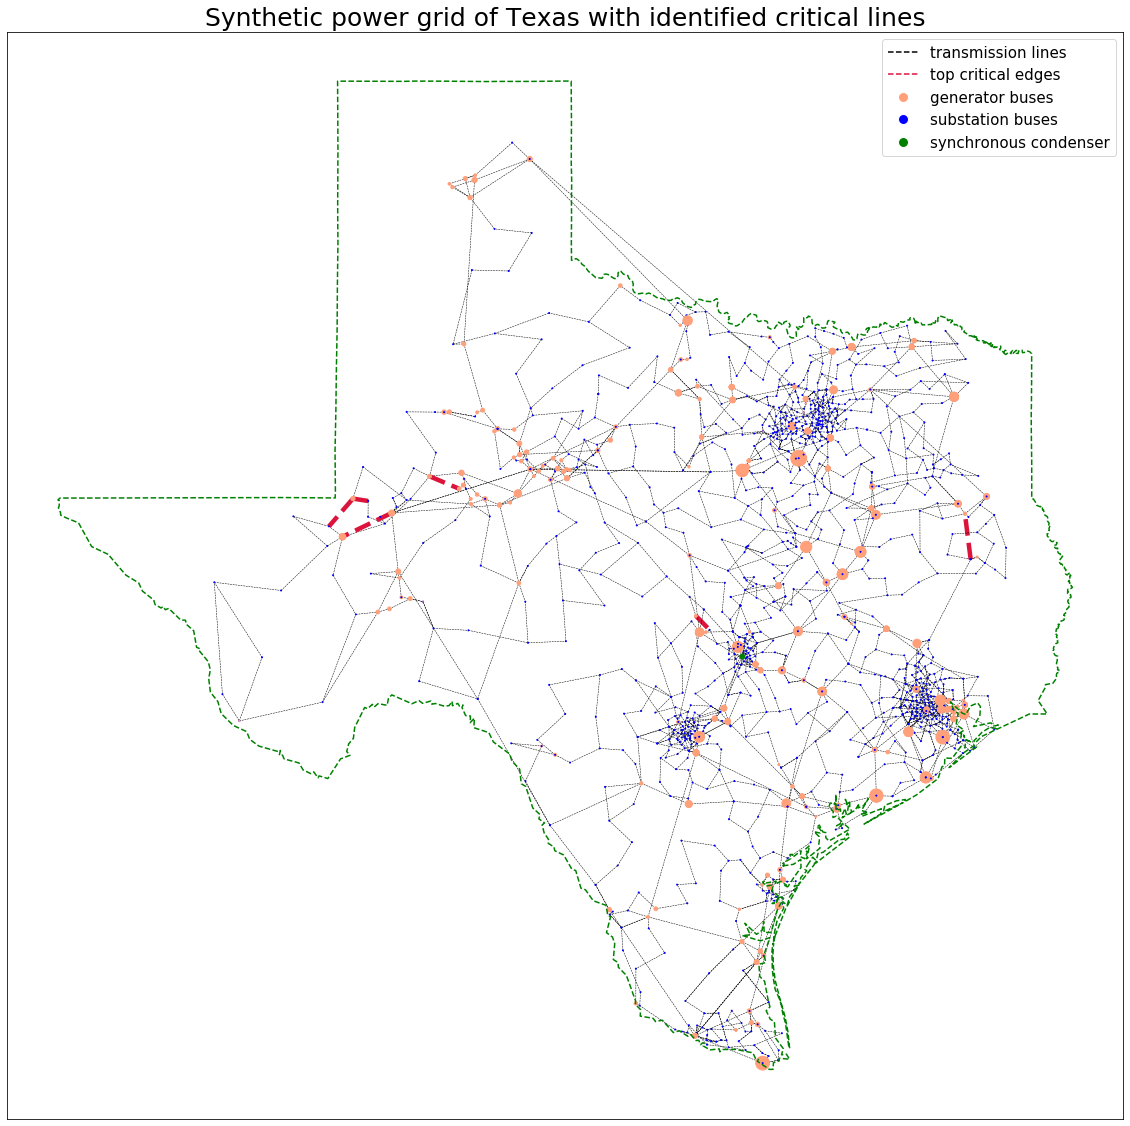 Synthetic power grid of Texas with identified critical lines
transmission lines
top critical edges
generator buses
substation buses
synchronous condenser